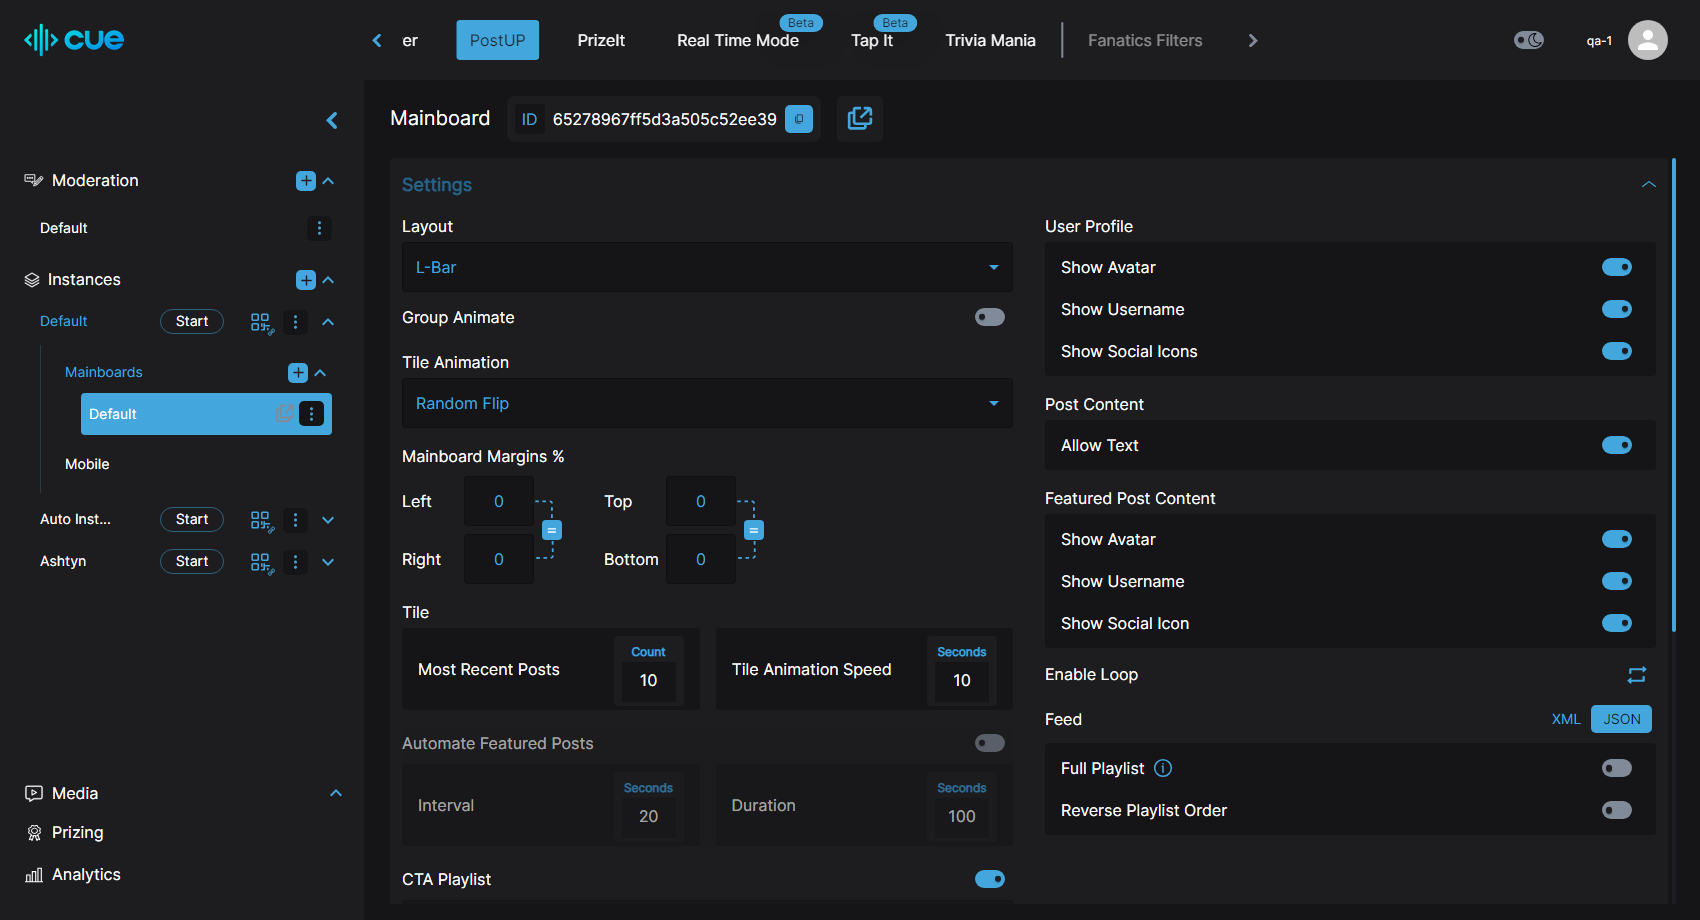 cue
er
PostUP
PrizeIt
Real Time Mode
Beta
Tap It
Beta
Trivia Mania
Fanatics Filters
qa-1
Mainboard
ID
65278967ff5d3a505c52ee39
Moderation
Default
Instances
Default
Start
Mainboards
Default
Mobile
Auto Inst...
Start
Ashtyn
Start
Media
Prizing
Analytics
Settings
Layout
L-Bar
Group Animate
Tile Animation
Random Flip
Mainboard Margins %
Left
0
Top
0
Right
0
Bottom
0
Tile
Most Recent Posts
Count
10
Tile Animation Speed
Seconds
10
Automate Featured Posts
Interval
Seconds
20
Duration
Seconds
100
CTA Playlist
User Profile
Show Avatar
Show Username
Show Social Icons
Post Content
Allow Text
Featured Post Content
Show Avatar
Show Username
Show Social Icon
Enable Loop
Feed
XML
JSON
Full Playlist
Reverse Playlist Order